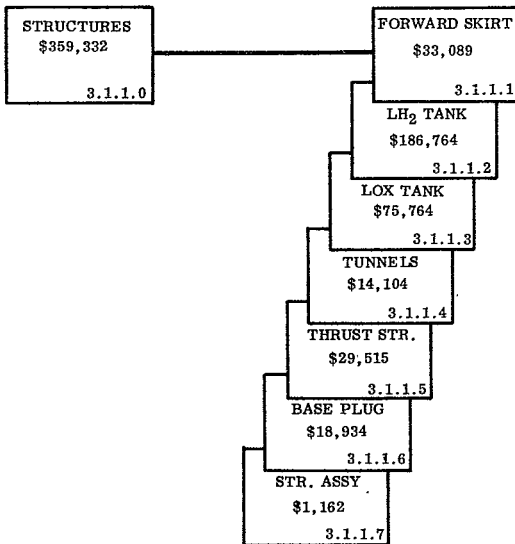 STRUCTURES
$359,332
3.1.1.0
FORWARD SKIRT
$33,089
3.1.1.1
LH₂ TANK
$186,764
3.1.1.2
LOX TANK
$75,764
3.1.1.3
TUNNELS
$14,104
3.1.1.4
THRUST STR.
$29,515
3.1.1.5
BASE PLUG
$18,934
3.1.1.6
STR. ASSY
$1,162
3.1.1.7